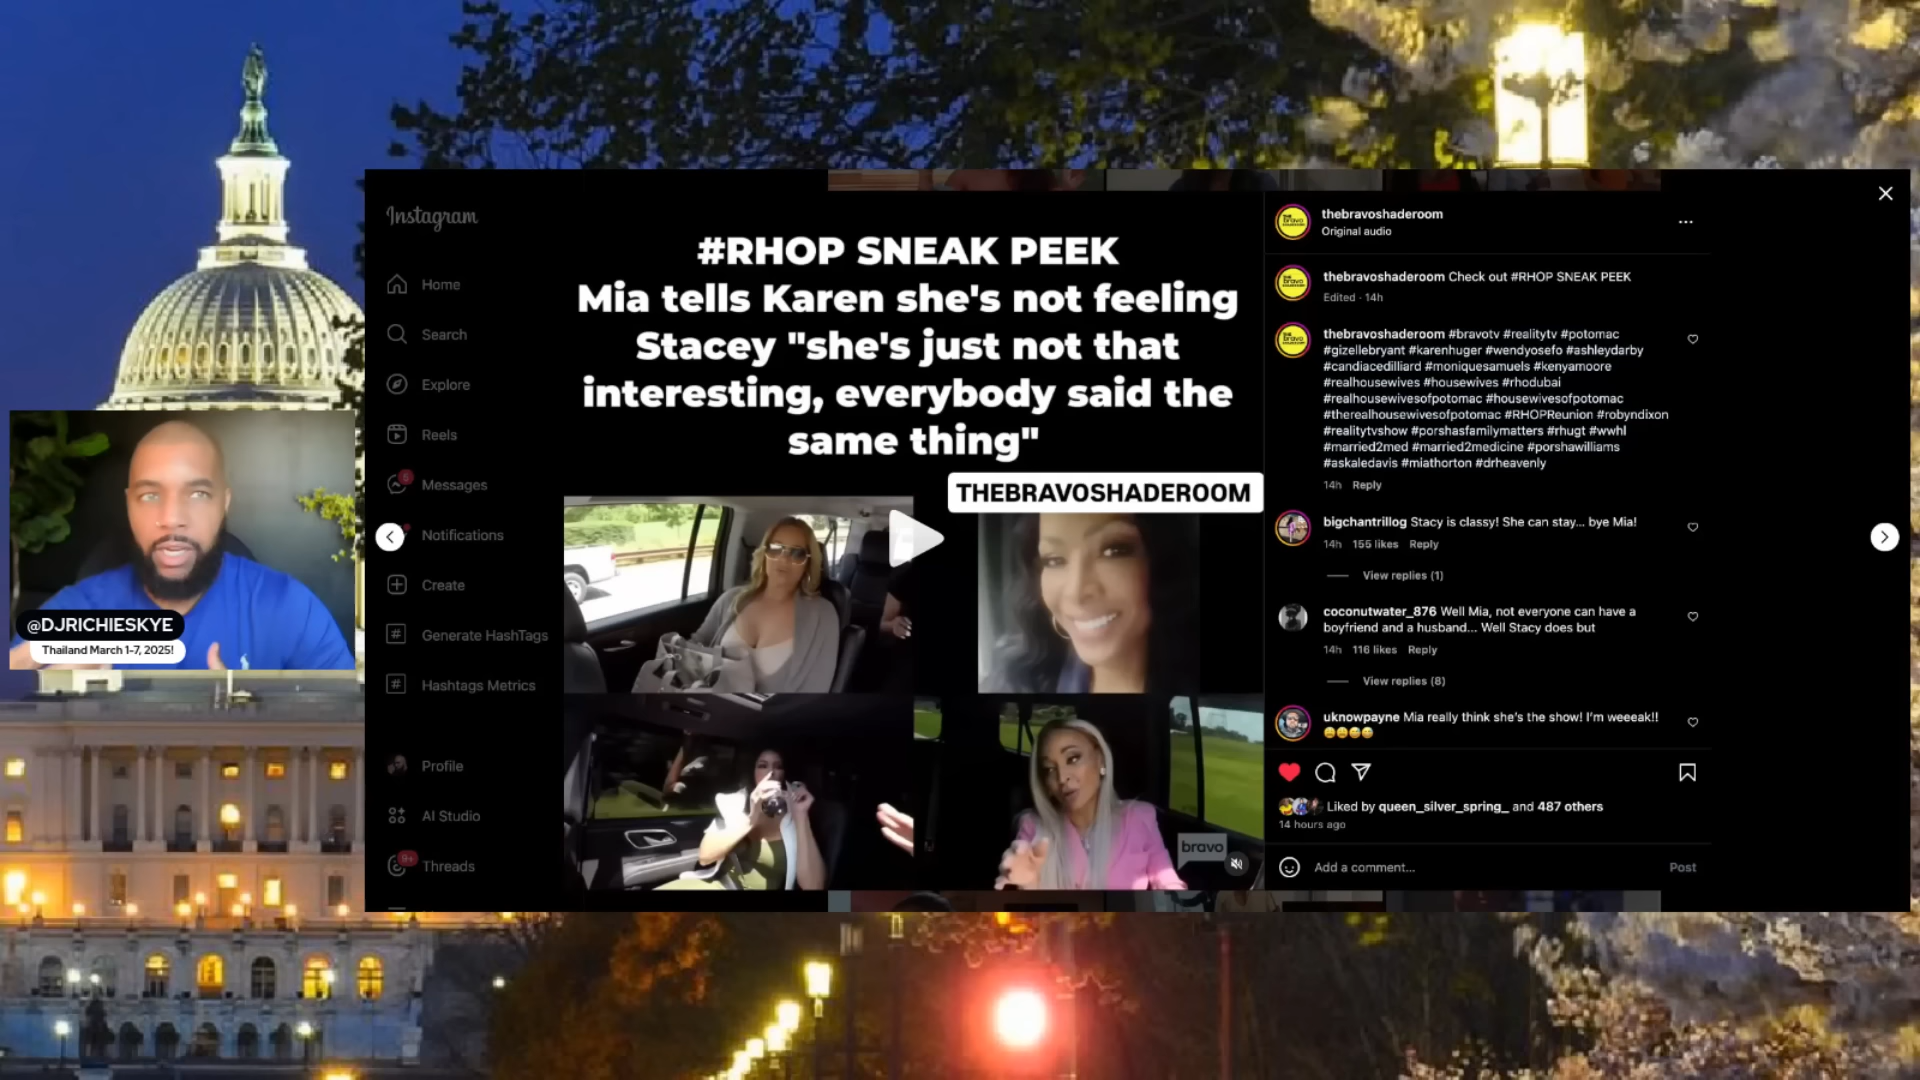 Instagram
Home
Search
Explore
Reels
6
Messages
Notifications
Create
Generate HashTags
Hashtags Metrics
Profile
AI Studio
9+
Threads
@DJRICHIESKYE
Thailand March 1-7, 2025!
#RHOP SNEAK PEEK
Mia tells Karen she's not feeling
Stacey "she's just not that
interesting, everybody said the
same thing"
THEBRAVOSHADEROOM
bravo
thebravoshaderoom
Original audio
thebravoshaderoom Check out #RHOP SNEAK PEEK
Edited · 14h
thebravoshaderoom #bravotv #realitytv #potomac
#gizellebryant #karenhuger #wendyosefo #ashleydarby
#candiacedilliard #moniquesamuels #kenyamoore
#realhousewives #housewives #rhodubai
#realhousewivesofpotomac #housewivesofpotomac
#therealhousewivesofpotomac #RHOPReunion #robyndixon
#realitytvshow #porshasfamilymatters #rhugt #wwhl
#married2med #married2medicine #porshawilliams
#askaledavis #miathorton #drheavenly
14h Reply
bigchantrillog Stacy is classy! She can stay... bye Mia!
14h 155 likes Reply
View replies (1)
coconutwater_876 Well Mia, not everyone can have a
boyfriend and a husband... Well Stacy does but
14h 116 likes Reply
View replies (8)
uknowpayne Mia really think she's the show! I'm weeeak!!
Liked by queen_silver_spring_ and 487 others
14 hours ago
Add a comment...
Post